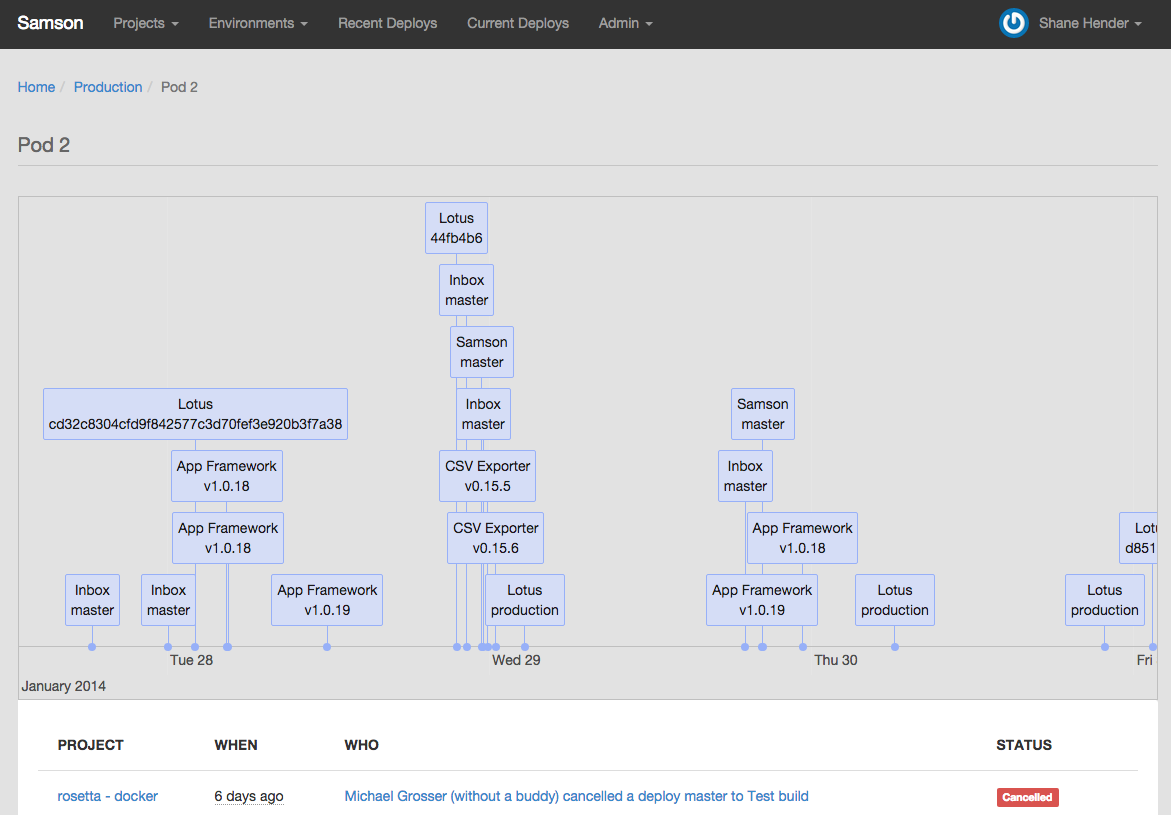 Samson Projects Environments Recent Deploys Current Deploys Admin Shane Hender
Home / Production / Pod 2
Pod 2
Lotus
44fb4b6
Inbox
master
Samson
master
Lotus
cd32c8304cfd9f842577c3d70fef3e920b3f7a38
Inbox
master
Samson
master
App Framework
v1.0.18
CSV Exporter
v0.15.5
Inbox
master
App Framework
v1.0.18
CSV Exporter
v0.15.6
App Framework
v1.0.18
Lotu
d851
Inbox
master
Inbox
master
App Framework
v1.0.19
Lotus
production
App Framework
v1.0.19
Lotus
production
Lotus
production
Tue 28 Wed 29 Thu 30 Fri
January 2014
PROJECT WHEN WHO STATUS
rosetta - docker 6 days ago Michael Grosser (without a buddy) cancelled a deploy master to Test build Cancelled